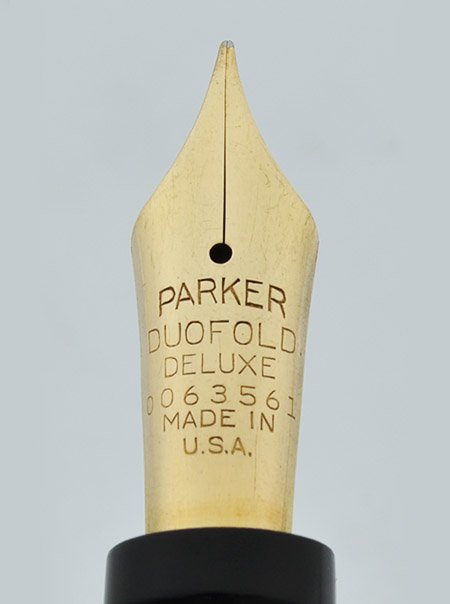 PARKER
DUOFOLD
DELUXE
0063561
MADE IN
U.S.A.